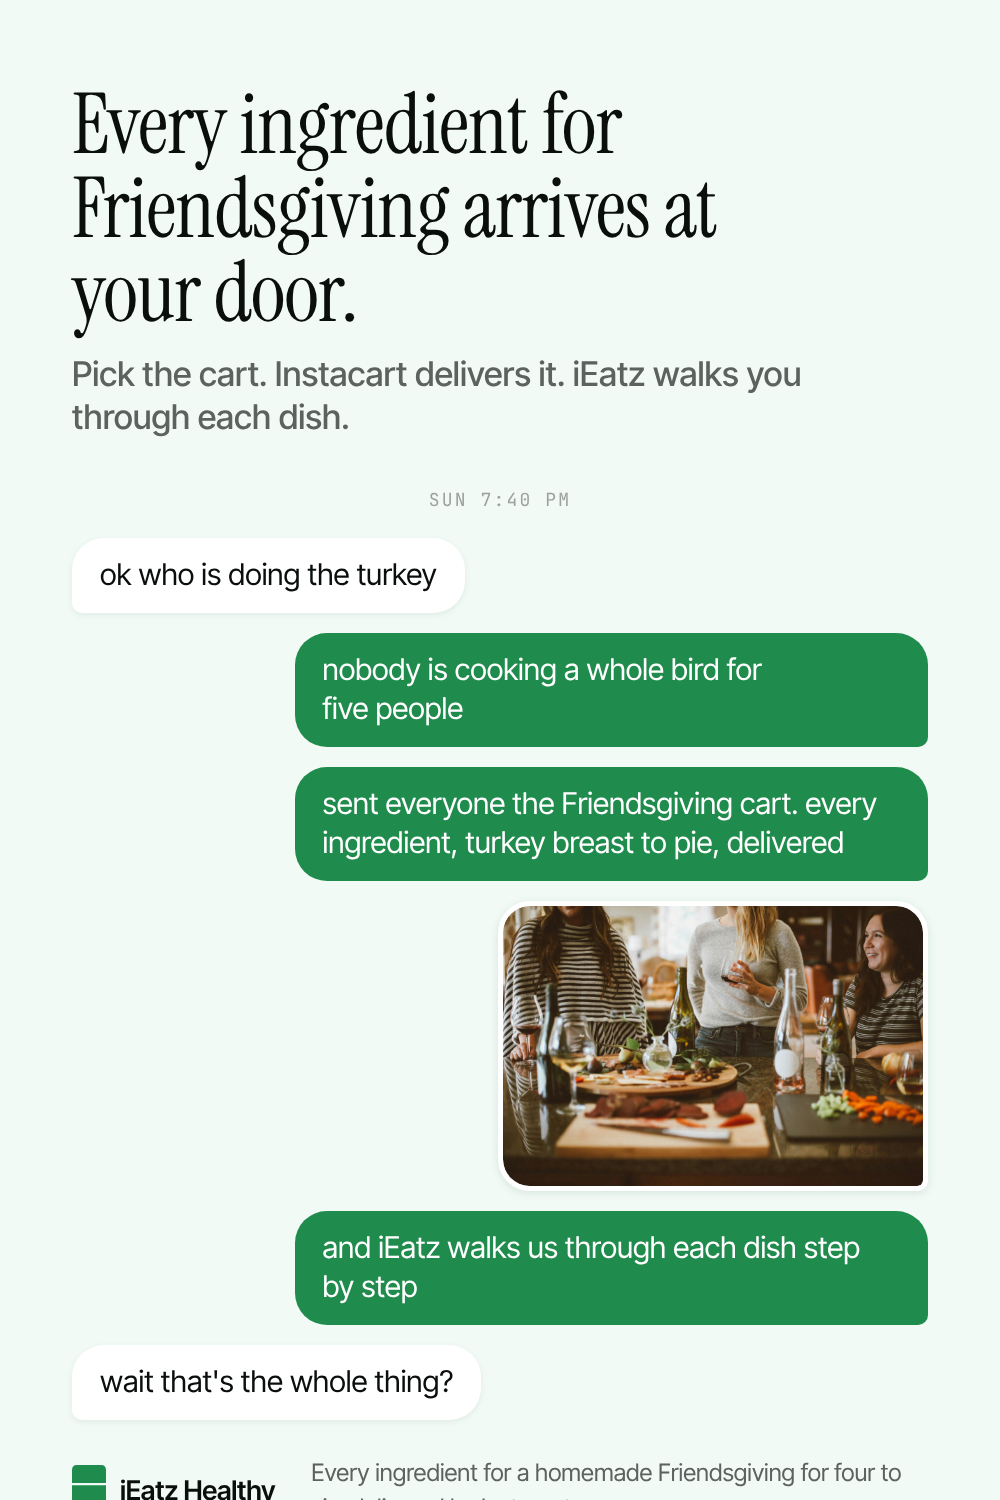 Every ingredient for
Friendsgiving arrives at
your door.
Pick the cart. Instacart delivers it. iEatz walks you
through each dish.
SUN 7:40 PM
ok who is doing the turkey
nobody is cooking a whole bird for
five people
sent everyone the Friendsgiving cart. every
ingredient, turkey breast to pie, delivered
and iEatz walks us through each dish step
by step
wait that's the whole thing?
iEatz Healthy
Every ingredient for a homemade Friendsgiving for four to